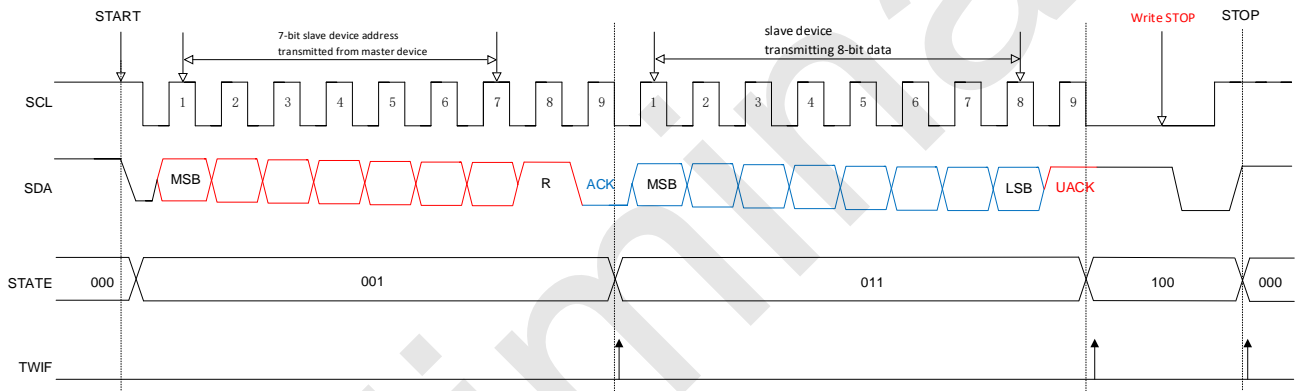 START
7-bit slave device address
transmitted from master device
slave device
transmitting 8-bit data
Write STOP
STOP
SCL
1 2 3 4 5 6 7 8 9 1 2 3 4 5 6 7 8 9
SDA
MSB R ACK MSB LSB UACK
STATE
000 001 011 100 000
TWIF